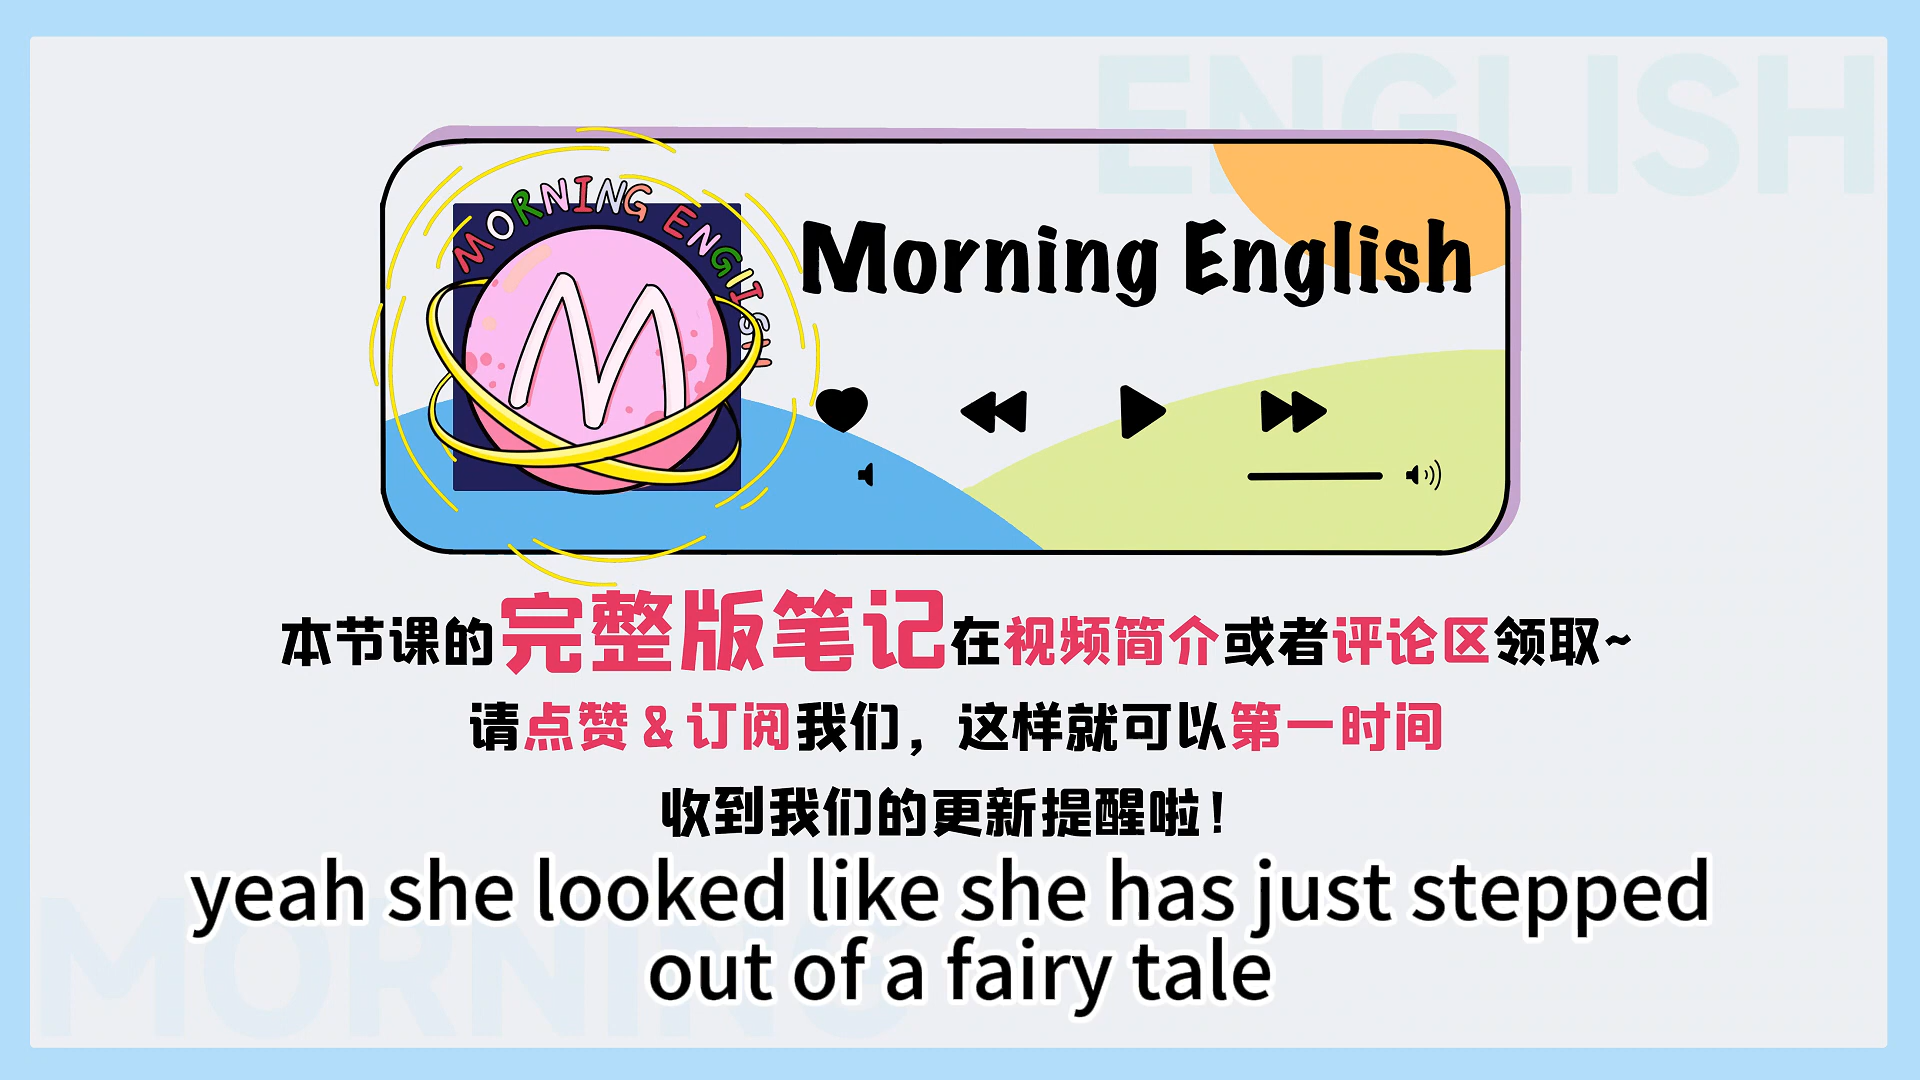 ENGLISH
MORNING ENGLISH
M
Morning English
本节课的完整版笔记在视频简介或者评论区领取~
请点赞&订阅我们，这样就可以第一时间
收到我们的更新提醒啦！
yeah she looked like she has just stepped
out of a fairy tale
MORNING